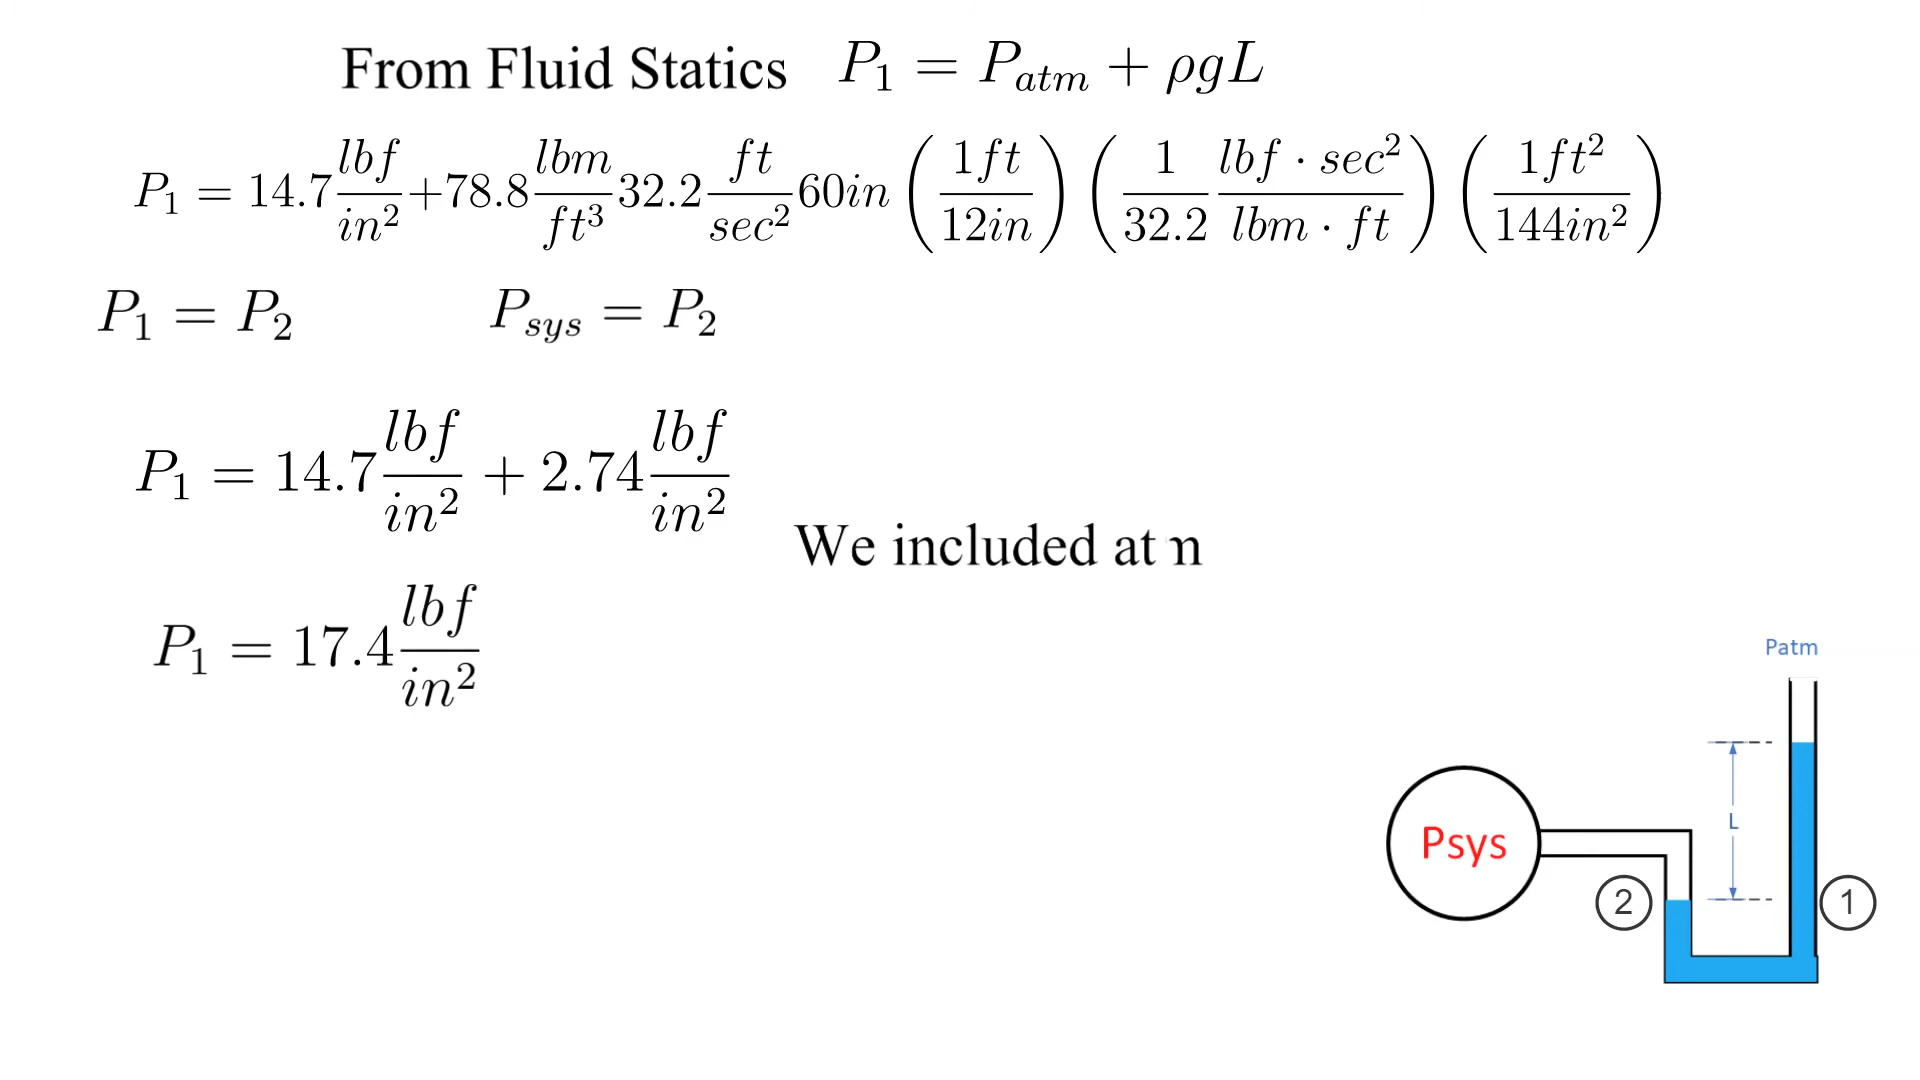 From Fluid Statics P₁ = Pₐₜₘ + ρgL
P₁ = 14.7 lbf/in² + 78.8 lbm/ft³ 32.2 ft/sec² 60in (1ft/12in) (1/32.2 lbf · sec²/lbm · ft) (1ft²/144in²)
P₁ = P₂ P_sys = P₂
P₁ = 14.7 lbf/in² + 2.74 lbf/in²
We included at
P₁ = 17.4 lbf/in²
Patm
L
Psys
2 1